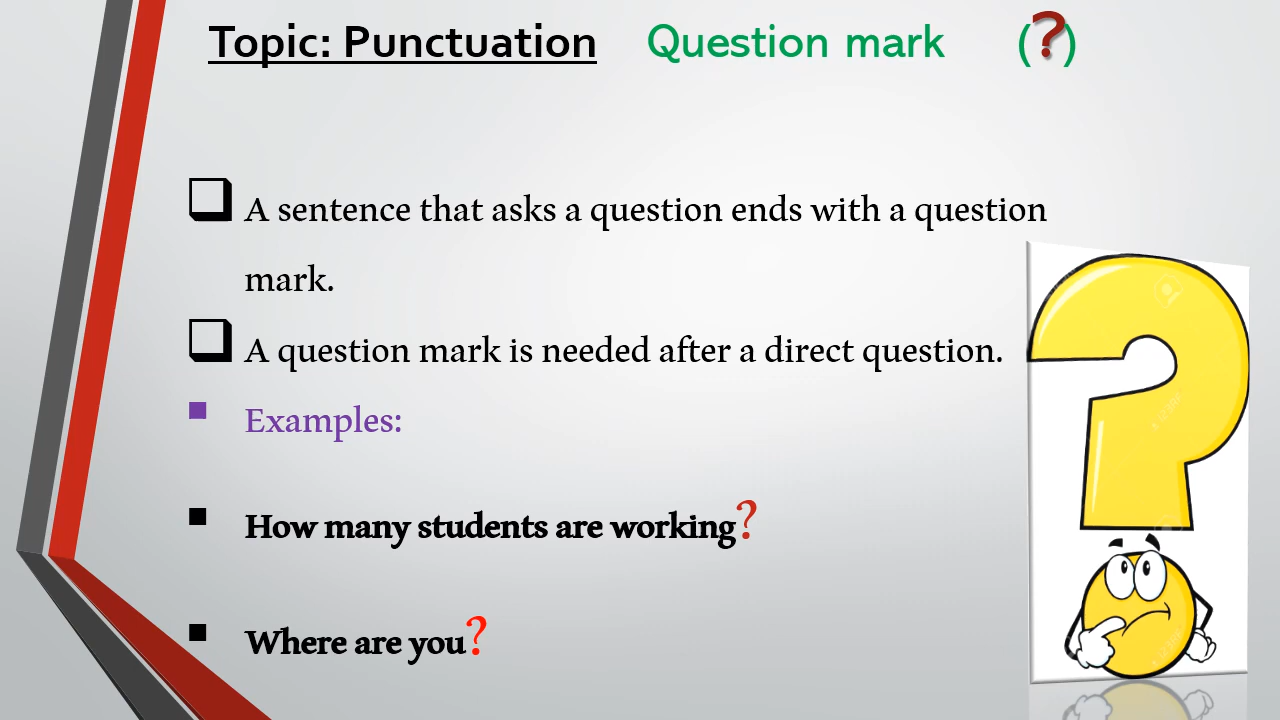 Topic: Punctuation Question mark (?)
A sentence that asks a question ends with a question
mark.
A question mark is needed after a direct question.
Examples:
How many students are working?
Where are you?